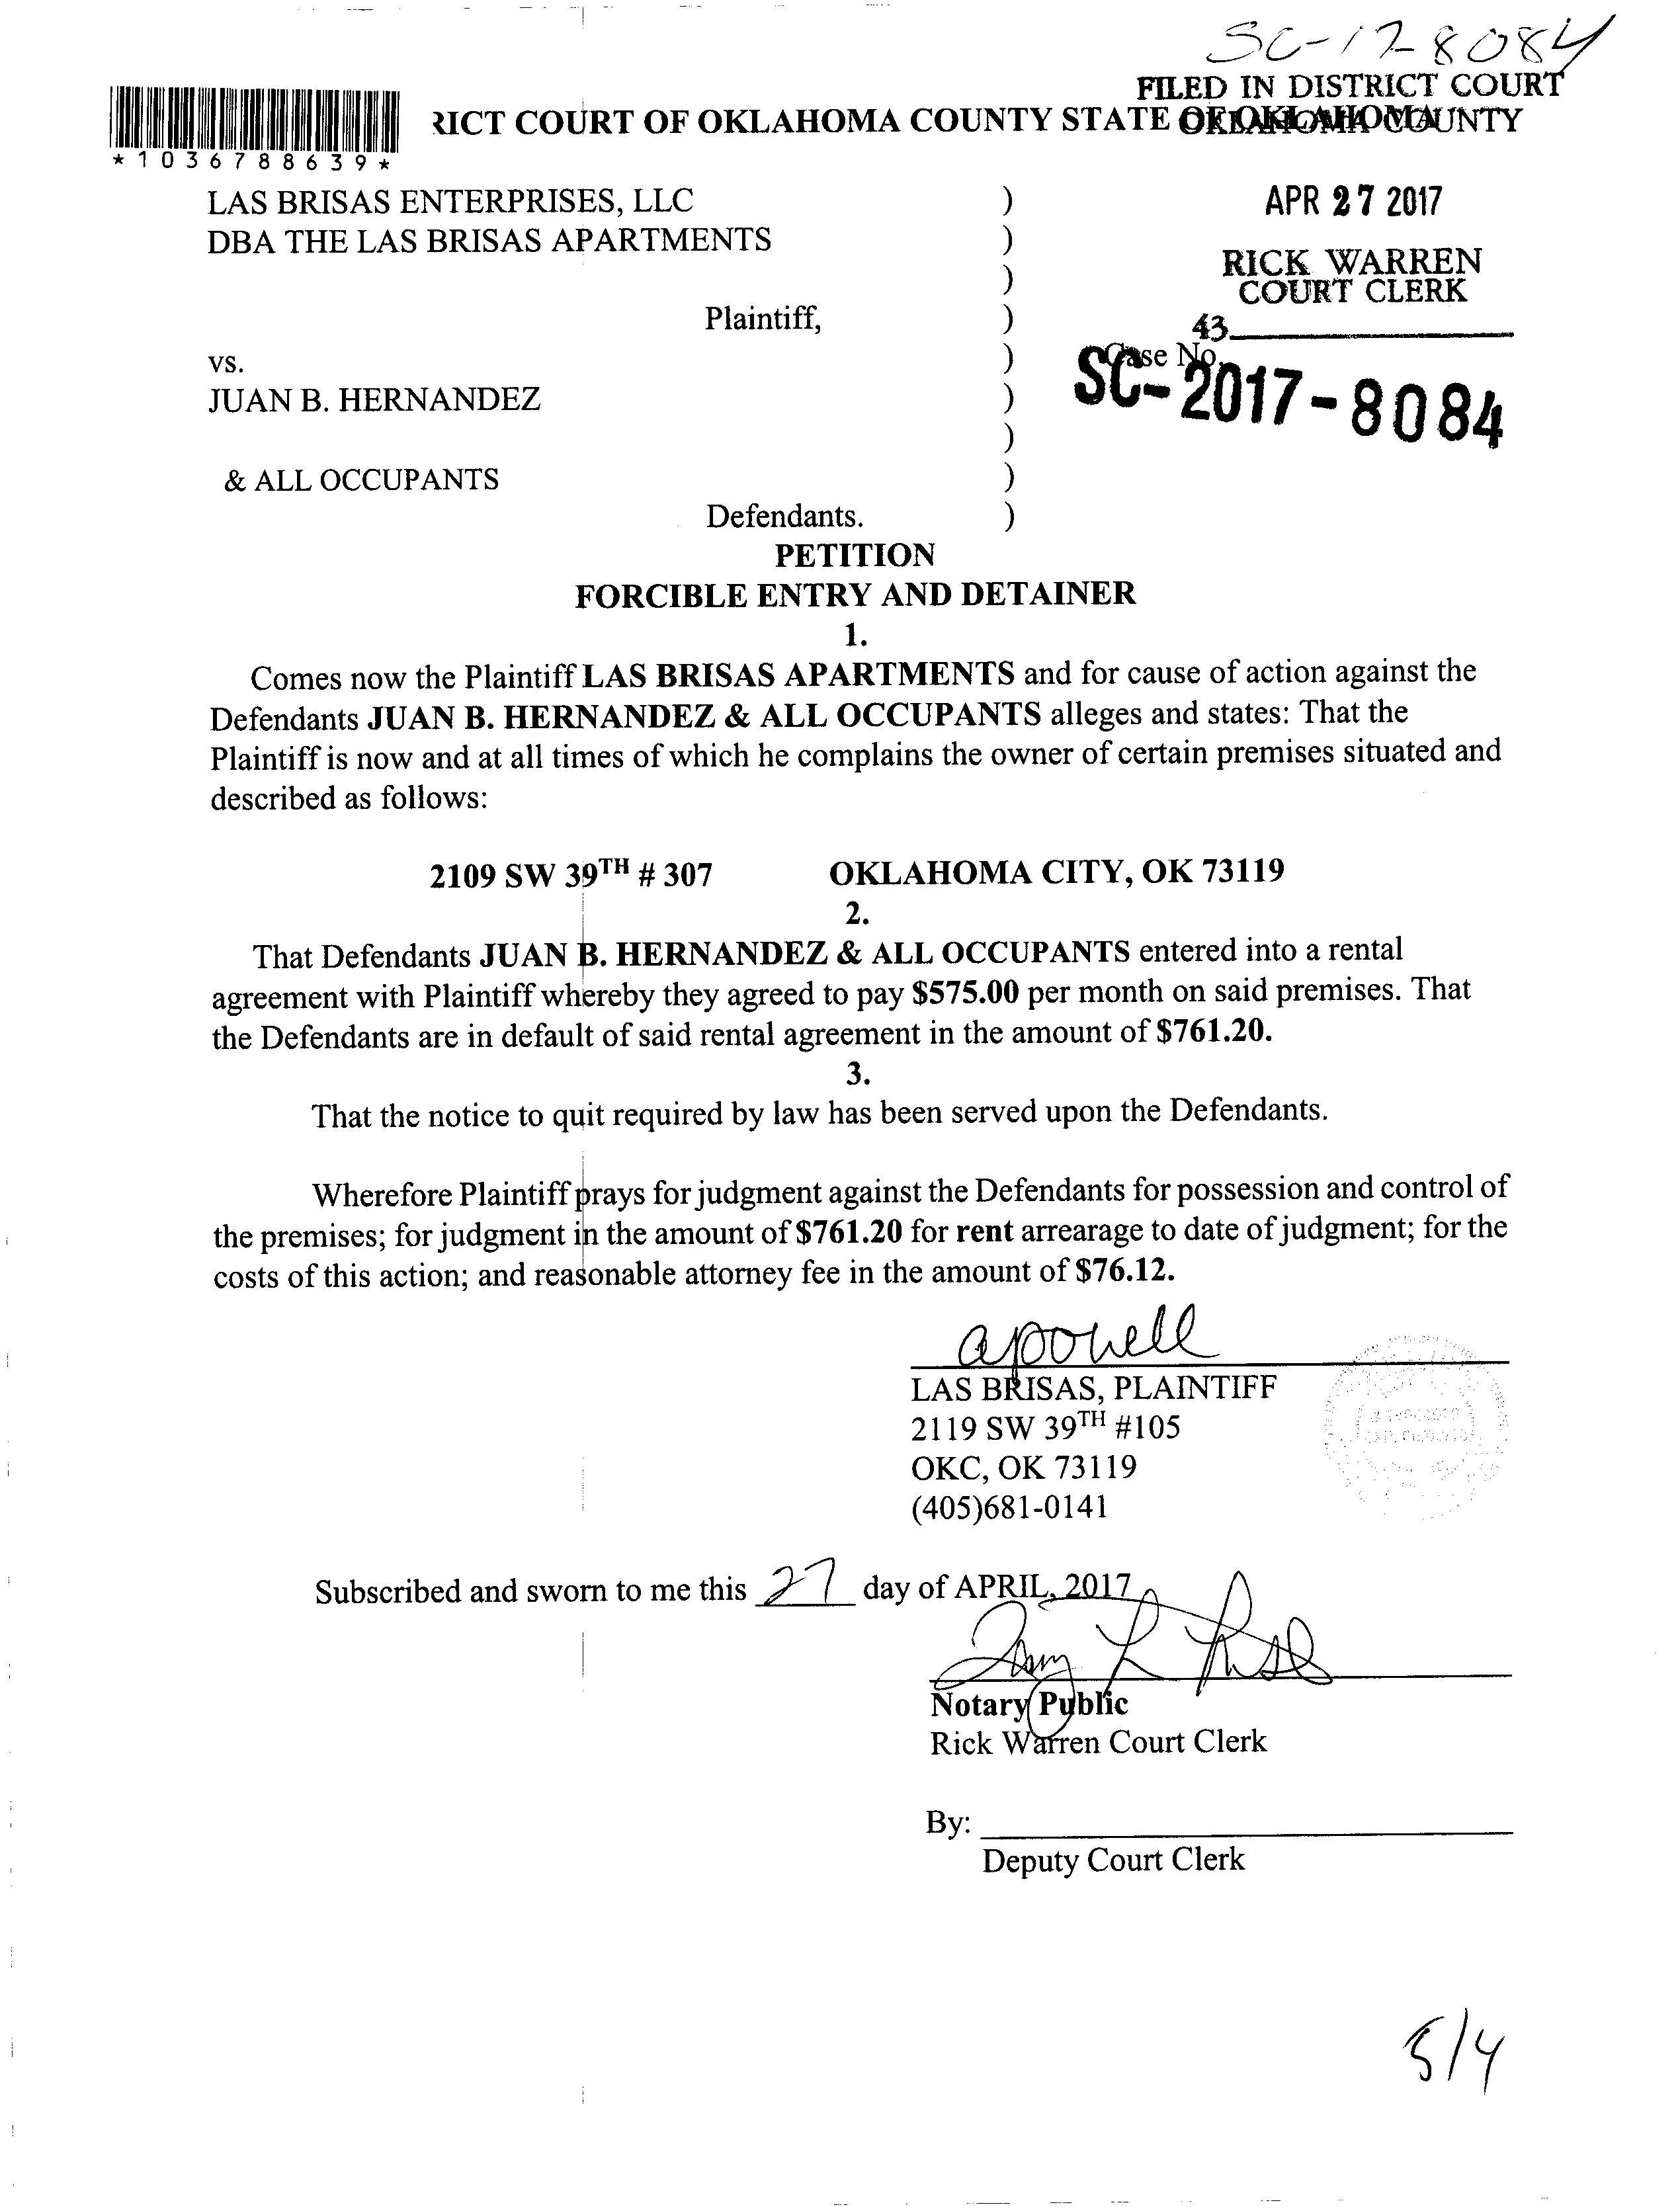 SC-17-8084
FILED IN DISTRICT COURT
OKLAHOMA COUNTY
RICT COURT OF OKLAHOMA COUNTY STATE OF OKLAHOMA
*1036788639*
LAS BRISAS ENTERPRISES, LLC )
DBA THE LAS BRISAS APARTMENTS )
)
Plaintiff, )
vs. )
JUAN B. HERNANDEZ )
)
& ALL OCCUPANTS )
Defendants. )
APR 27 2017
RICK WARREN
COURT CLERK
43
Case No.
SC-2017-8084
PETITION
FORCIBLE ENTRY AND DETAINER
1.
Comes now the Plaintiff LAS BRISAS APARTMENTS and for cause of action against the
Defendants JUAN B. HERNANDEZ & ALL OCCUPANTS alleges and states: That the
Plaintiff is now and at all times of which he complains the owner of certain premises situated and
described as follows:
2109 SW 39TH # 307 OKLAHOMA CITY, OK 73119
2.
That Defendants JUAN B. HERNANDEZ & ALL OCCUPANTS entered into a rental
agreement with Plaintiff whereby they agreed to pay $575.00 per month on said premises. That
the Defendants are in default of said rental agreement in the amount of $761.20.
3.
That the notice to quit required by law has been served upon the Defendants.
Wherefore Plaintiff prays for judgment against the Defendants for possession and control of
the premises; for judgment in the amount of $761.20 for rent arrearage to date of judgment; for the
costs of this action; and reasonable attorney fee in the amount of $76.12.
apowell
LAS BRISAS, PLAINTIFF
2119 SW 39TH #105
OKC, OK 73119
(405)681-0141
Subscribed and sworn to me this 27 day of APRIL, 2017
Notary Public
Rick Warren Court Clerk
By:
Deputy Court Clerk
5/4